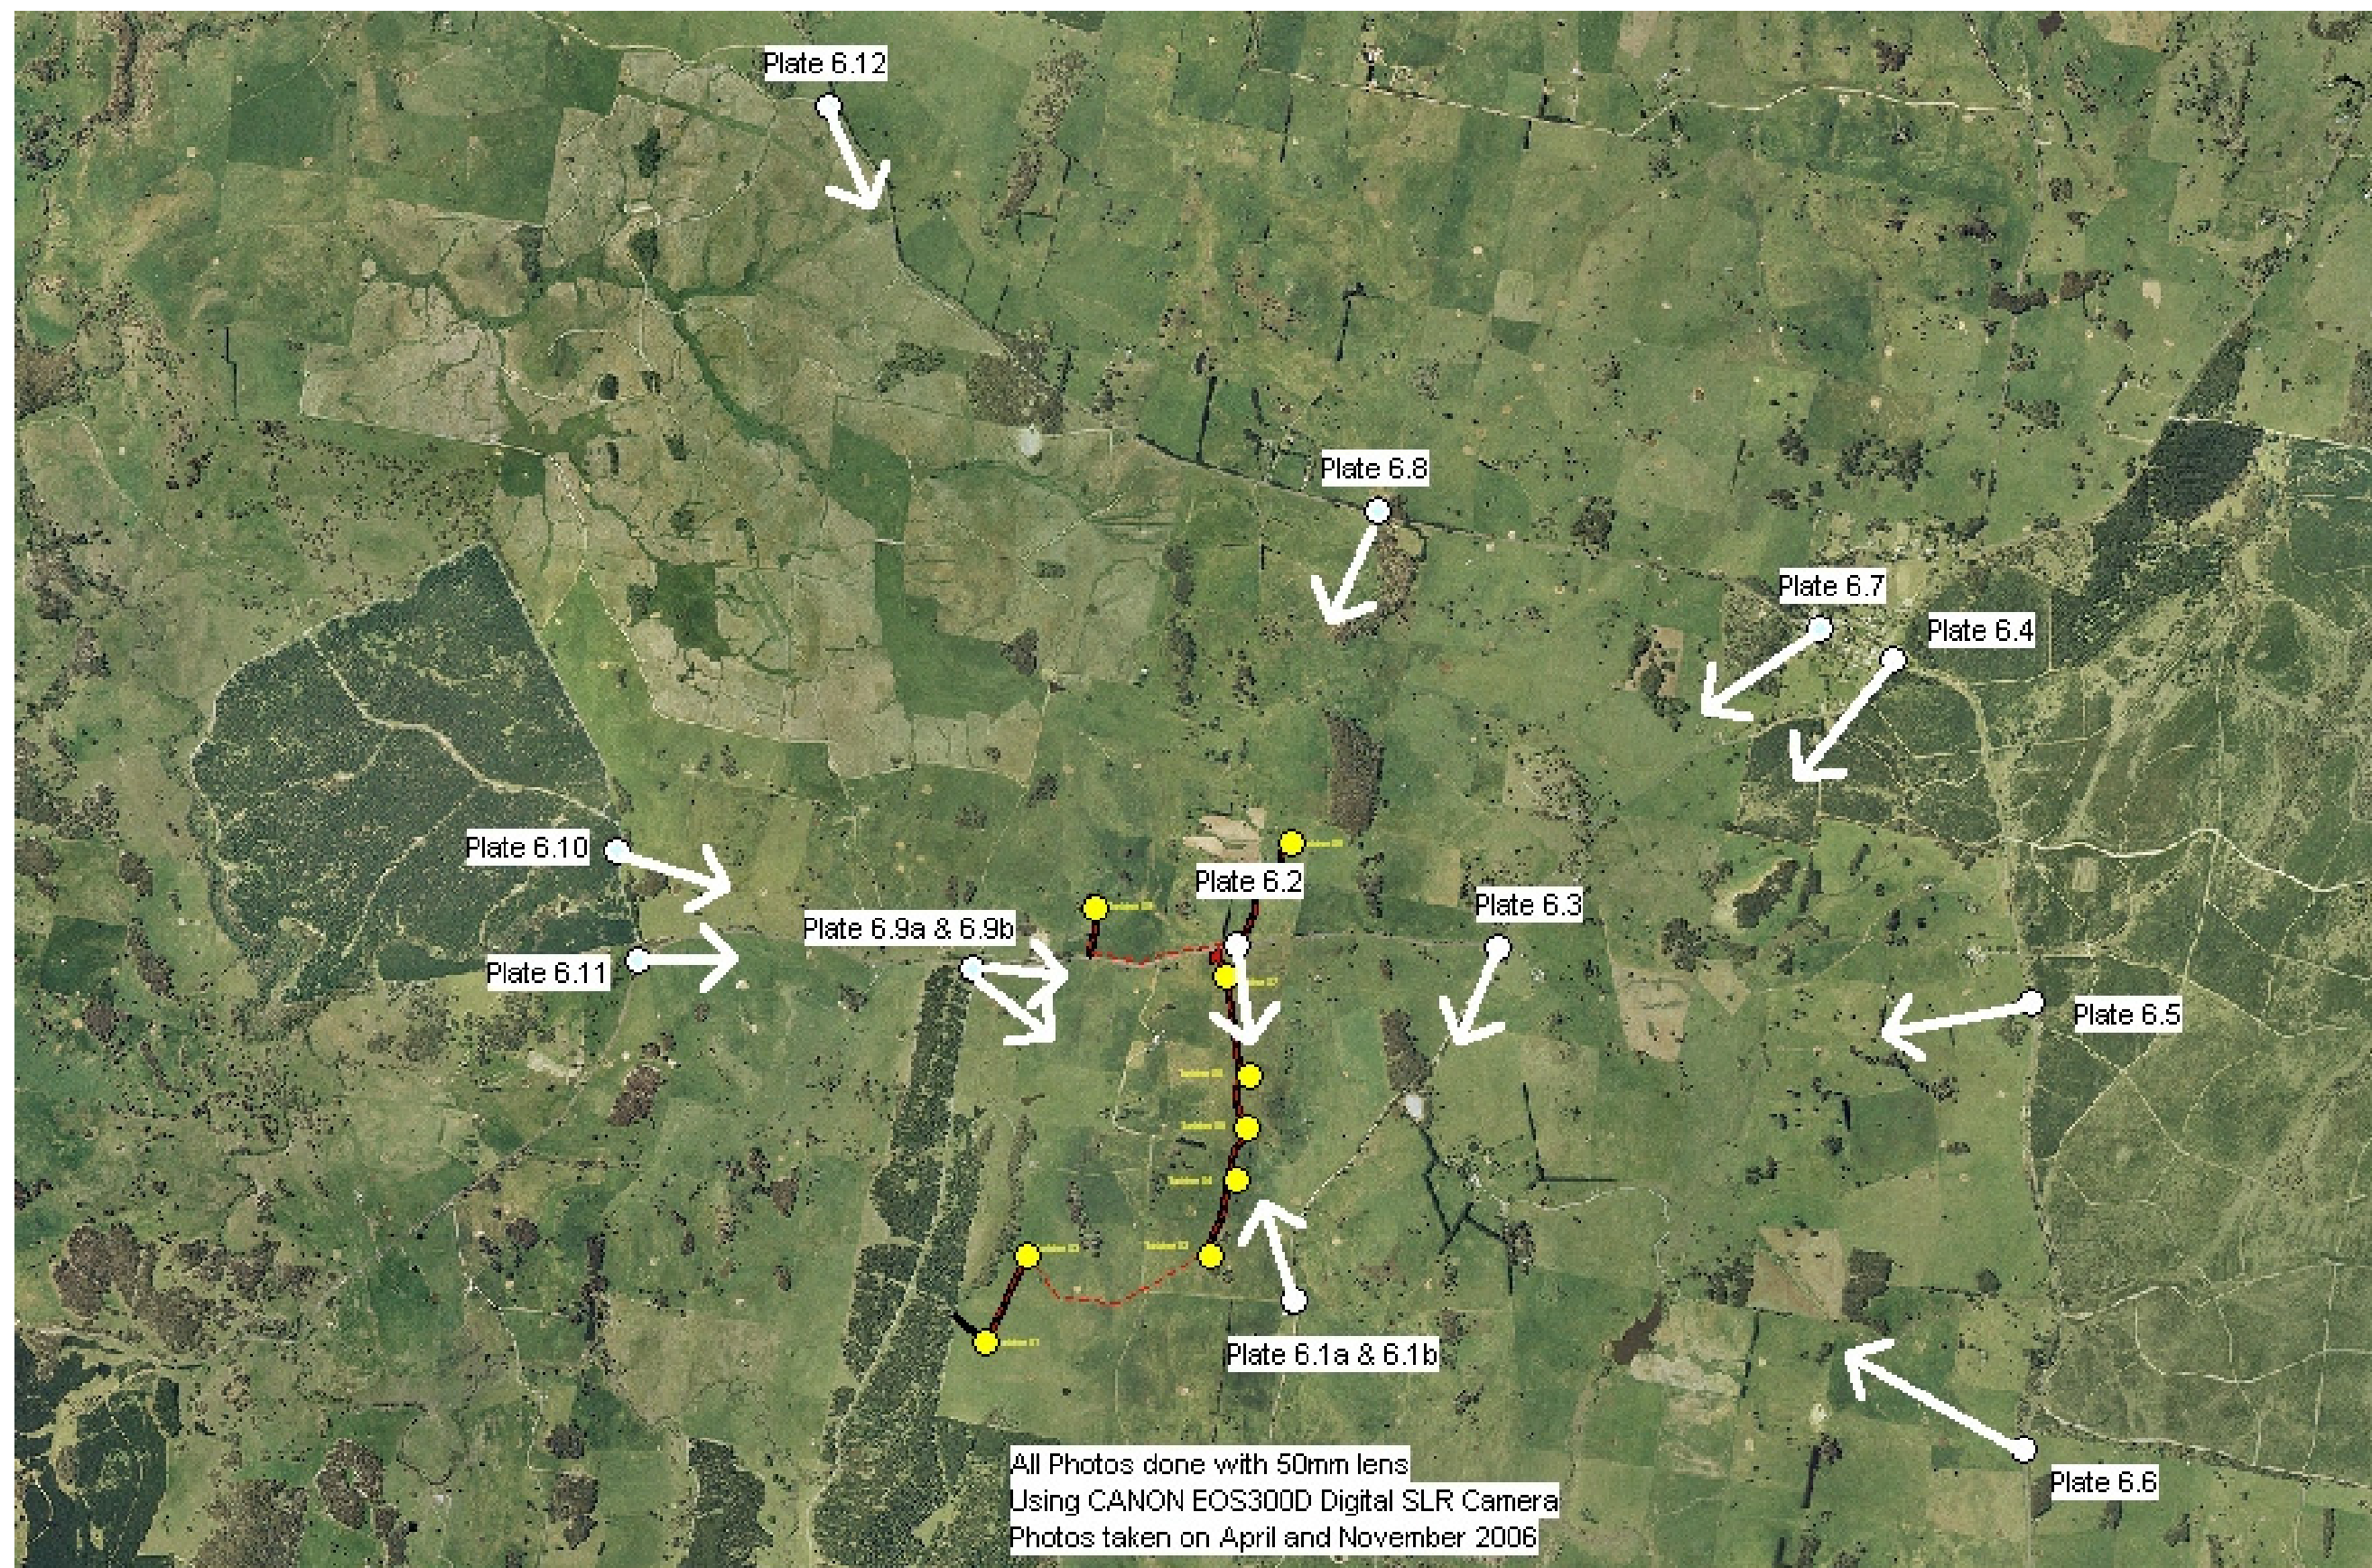 Plate 6.12
Plate 6.8
Plate 6.7
Plate 6.4
Plate 6.10
Plate 6.2
Plate 6.3
Plate 6.9a & 6.9b
Plate 6.11
Plate 6.5
Plate 6.1a & 6.1b
Plate 6.6
All Photos done with 50mm lens
Using CANON EOS300D Digital SLR Camera
Photos taken on April and November 2006